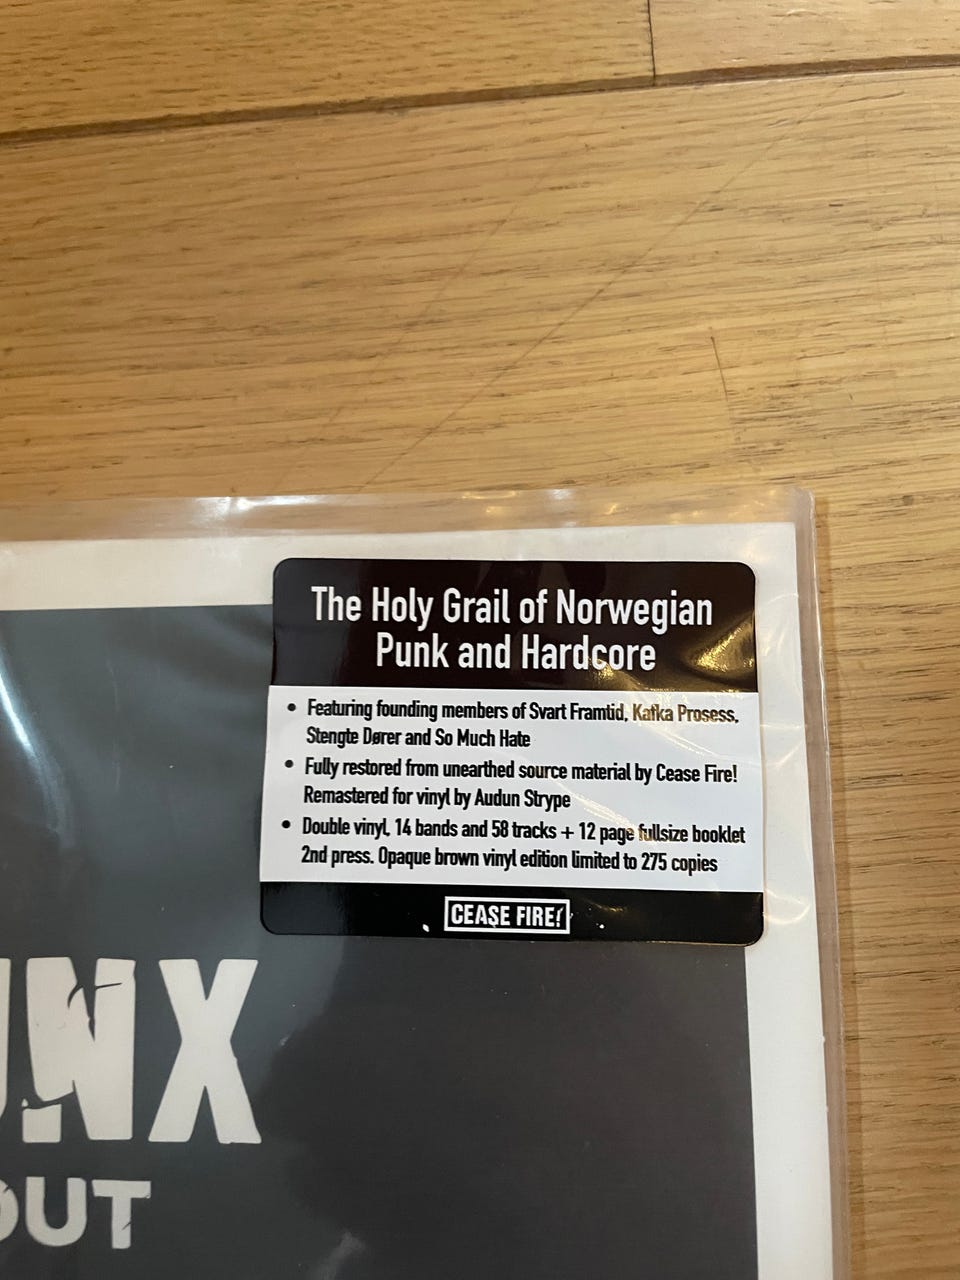 The Holy Grail of Norwegian
Punk and Hardcore
• Featuring founding members of Svart Framtid, Kafka Prosess,
Stengte Dører and So Much Hate
• Fully restored from unearthed source material by Cease Fire!
Remastered for vinyl by Audun Strype
• Double vinyl, 14 bands and 58 tracks + 12 page fullsize booklet
2nd press. Opaque brown vinyl edition limited to 275 copies
CEASE FIRE!
UNX
OUT